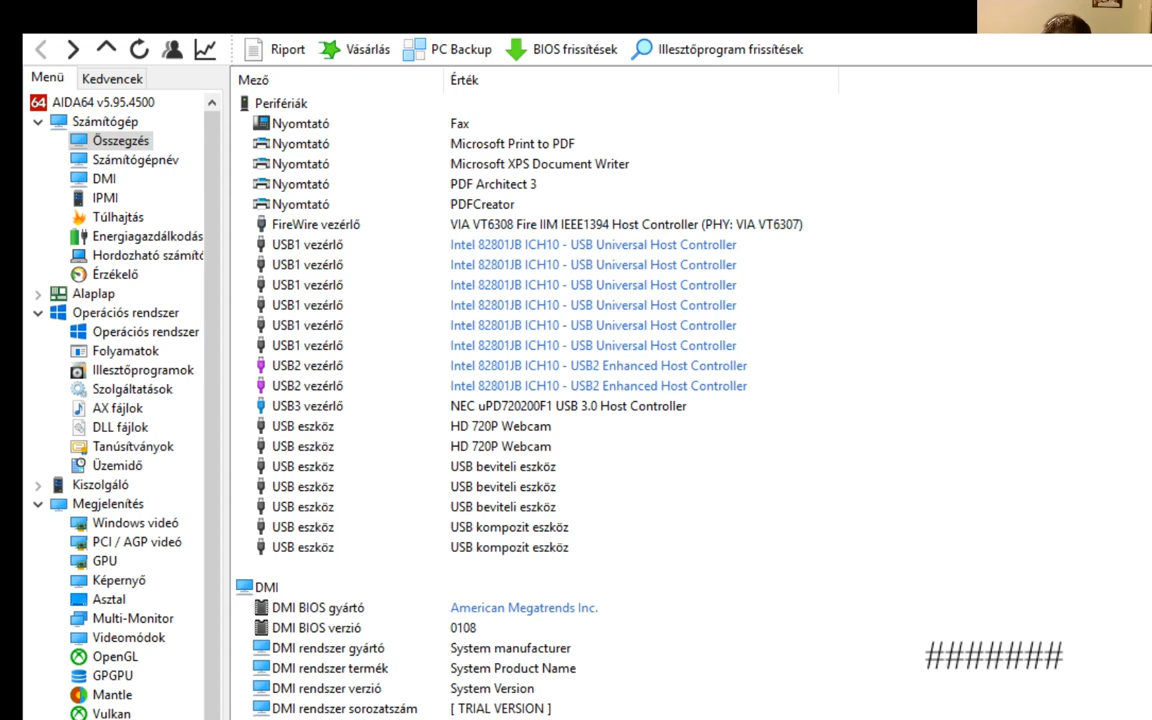 Riport Vásárlás PC Backup BIOS frissítések Illesztőprogram frissítések
Menü Kedvencek
64 AIDA64 v5.95.4500
Számítógép
Összegzés
Számítógépnév
DMI
IPMI
Túlhajtás
Energiagazdálkodás
Hordozható számító
Érzékelő
Alaplap
Operációs rendszer
Operációs rendszer
Folyamatok
Illesztőprogramok
Szolgáltatások
AX fájlok
DLL fájlok
Tanúsítványok
Üzemidő
Kiszolgáló
Megjelenítés
Windows videó
PCI / AGP videó
GPU
Képernyő
Asztal
Multi-Monitor
Videomódok
OpenGL
GPGPU
Mantle
Vulkan
Mező Érték
Perifériák
Nyomtató Fax
Nyomtató Microsoft Print to PDF
Nyomtató Microsoft XPS Document Writer
Nyomtató PDF Architect 3
Nyomtató PDFCreator
FireWire vezérlő VIA VT6308 Fire IIM IEEE1394 Host Controller (PHY: VIA VT6307)
USB1 vezérlő Intel 82801JB ICH10 - USB Universal Host Controller
USB1 vezérlő Intel 82801JB ICH10 - USB Universal Host Controller
USB1 vezérlő Intel 82801JB ICH10 - USB Universal Host Controller
USB1 vezérlő Intel 82801JB ICH10 - USB Universal Host Controller
USB1 vezérlő Intel 82801JB ICH10 - USB Universal Host Controller
USB1 vezérlő Intel 82801JB ICH10 - USB Universal Host Controller
USB2 vezérlő Intel 82801JB ICH10 - USB2 Enhanced Host Controller
USB2 vezérlő Intel 82801JB ICH10 - USB2 Enhanced Host Controller
USB3 vezérlő NEC uPD720200F1 USB 3.0 Host Controller
USB eszköz HD 720P Webcam
USB eszköz HD 720P Webcam
USB eszköz USB beviteli eszköz
USB eszköz USB beviteli eszköz
USB eszköz USB beviteli eszköz
USB eszköz USB kompozit eszköz
USB eszköz USB kompozit eszköz
DMI
DMI BIOS gyártó American Megatrends Inc.
DMI BIOS verzió 0108
DMI rendszer gyártó System manufacturer
DMI rendszer termék System Product Name
DMI rendszer verzió System Version
DMI rendszer sorozatszám [ TRIAL VERSION ]
#######